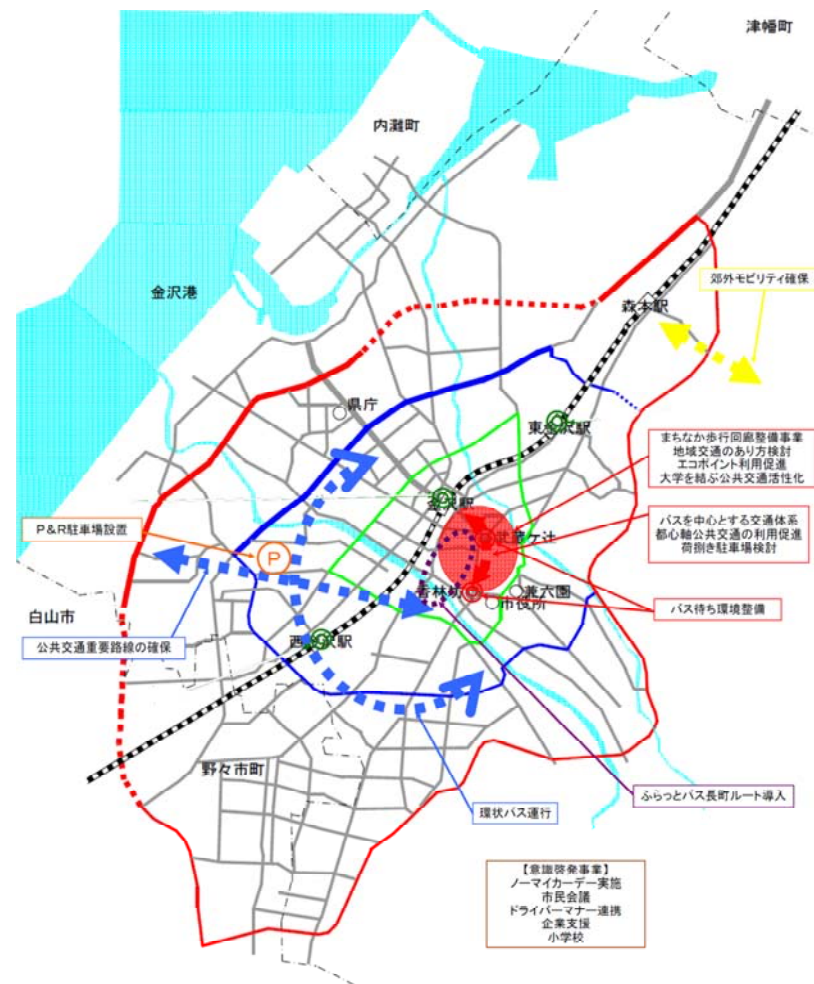 津幡町
内灘町
金沢港
郊外モビリティ確保
森本駅
県庁
東金沢駅
まちなか歩行回廊整備事業
地域交通のあり方検討
エコポイント利用促進
大学を結ぶ公共交通活性化
金沢駅
P&R駐車場設置
武蔵ヶ辻
バスを中心とする交通体系
都心軸公共交通の利用促進
荷捌き駐車場検討
P
香林坊
兼六園
市役所
バス待ち環境整備
白山市
公共交通重要路線の確保
西金沢駅
野々市町
ふらっとバス長町ルート導入
環状バス運行
【意識啓発事業】
ノーマイカーデー実施
市民会議
ドライバーマナー連携
企業支援
小学校